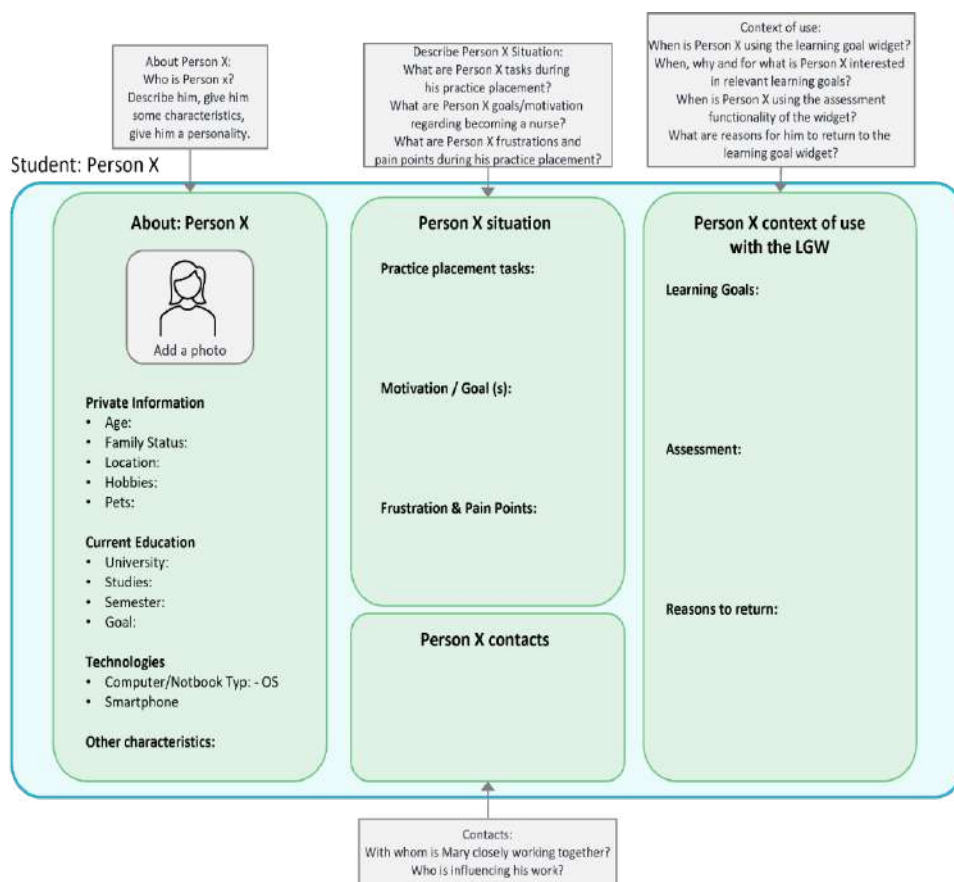 About Person X:
Who is Person x?
Describe him, give him
some characteristics,
give him a personality.
Describe Person X Situation:
What are Person X tasks during
his practice placement?
What are Person X goals/motivation
regarding becoming a nurse?
What are Person X frustrations and
pain points during his practice placement?
Context of use:
When is Person X using the learning goal widget?
When, why and for what is Person X interested
in relevant learning goals?
When is Person X using the assessment
functionality of the widget?
What are reasons for him to return to the
learning goal widget?
Student: Person X
About: Person X
Add a photo
Private Information
• Age:
• Family Status:
• Location:
• Hobbies:
• Pets:
Current Education
• University:
• Studies:
• Semester:
• Goal:
Technologies
• Computer/Notbook Typ: - OS
• Smartphone
Other characteristics:
Person X situation
Practice placement tasks:
Motivation / Goal (s):
Frustration & Pain Points:
Person X contacts
Person X context of use
with the LGW
Learning Goals:
Assessment:
Reasons to return:
Contacts:
With whom is Mary closely working together?
Who is influencing his work?